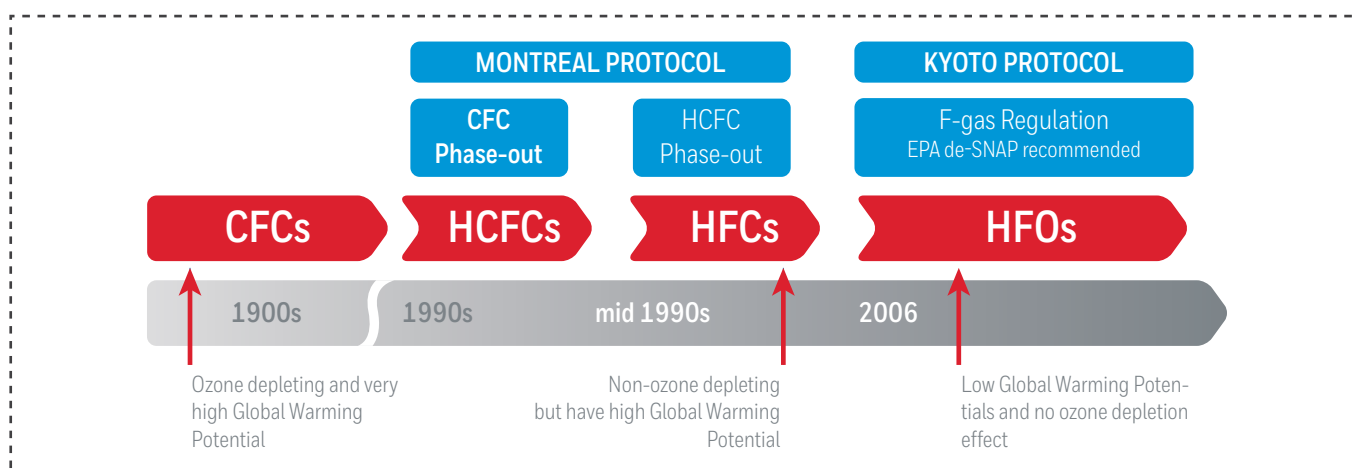 MONTREAL PROTOCOL
KYOTO PROTOCOL
CFC
Phase-out
HCFC
Phase-out
F-gas Regulation
EPA de-SNAP recommended
CFCs
HCFCs
HFCs
HFOs
1900s
1990s
mid 1990s
2006
Ozone depleting and very
high Global Warming
Potential
Non-ozone depleting
but have high Global Warming
Potential
Low Global Warming Poten-
tials and no ozone depletion
effect